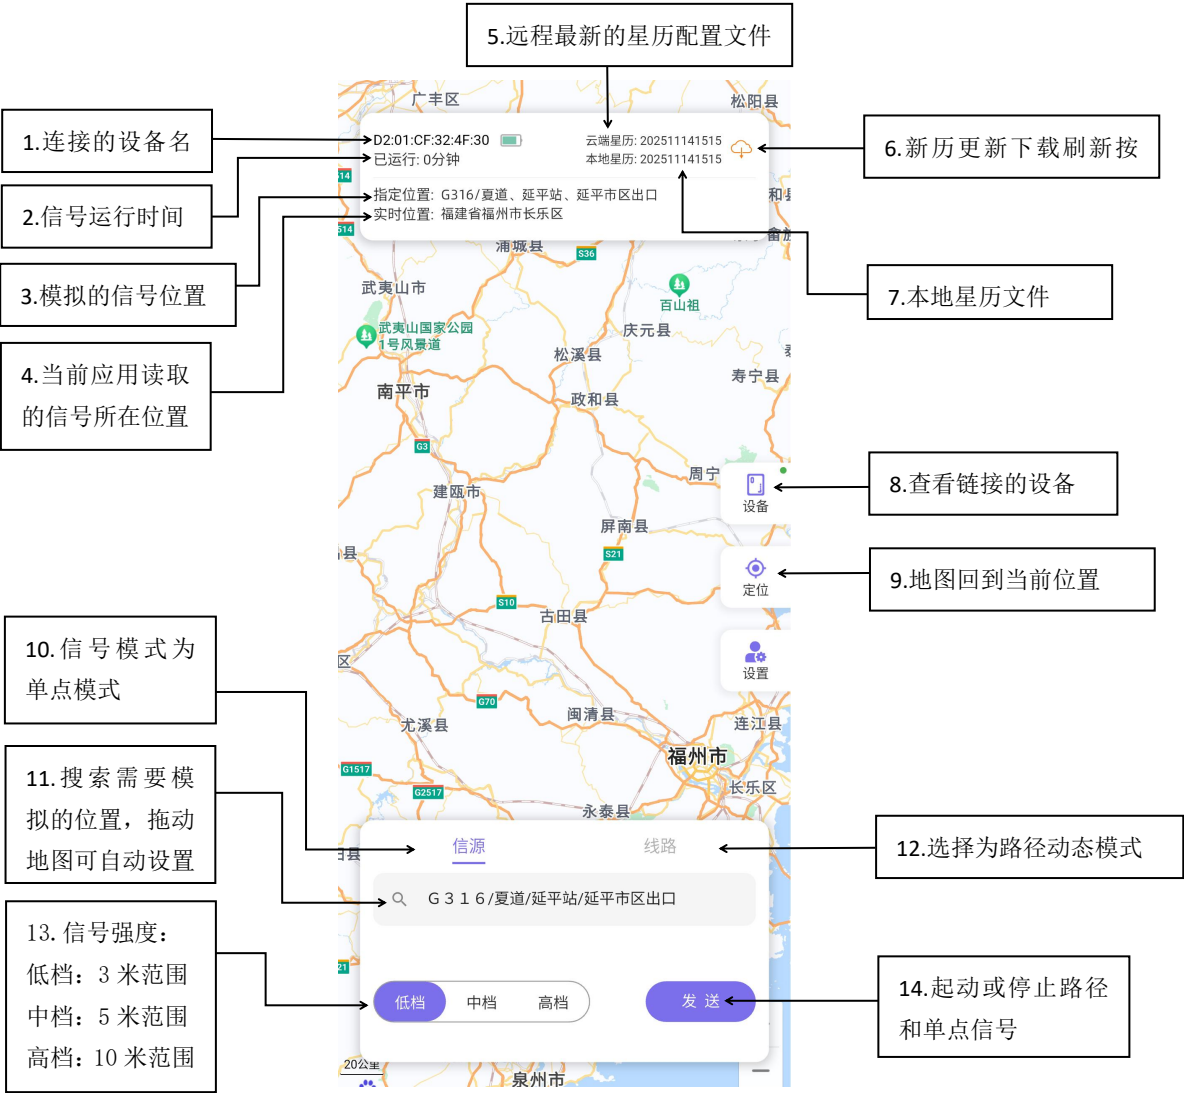 5.远程最新的星历配置文件
1.连接的设备名
2.信号运行时间
3.模拟的信号位置
4.当前应用读取
的信号所在位置
6.新历更新下载刷新按
7.本地星历文件
8.查看链接的设备
9.地图回到当前位置
10.信号模式为
单点模式
11.搜索需要模
拟的位置，拖动
地图可自动设置
12.选择为路径动态模式
13.信号强度：
低档：3 米范围
中档：5 米范围
高档：10 米范围
14.起动或停止路径
和单点信号
广丰区
松阳县
D2:01:CF:32:4F:30
已运行: 0分钟
云端星历: 202511141515
本地星历: 202511141515
指定位置: G316/夏道、延平站、延平市区出口
实时位置: 福建省福州市长乐区
514
514
和县
浦城县
S36
武夷山市
百山祖
武夷山国家公园
1号风景道
庆元县
松溪县
寿宁县
南平市
政和县
G3
周宁
建瓯市
设备
屏南县
县
S21
定位
S10
古田县
区
设置
G70
闽清县
尤溪县
连江县
福州市
G1517
长乐区
G2517
永泰县
县
信源
线路
G３１６/夏道/延平站/延平市区出口
21
低档
中档
高档
发 送
20公里
泉州市